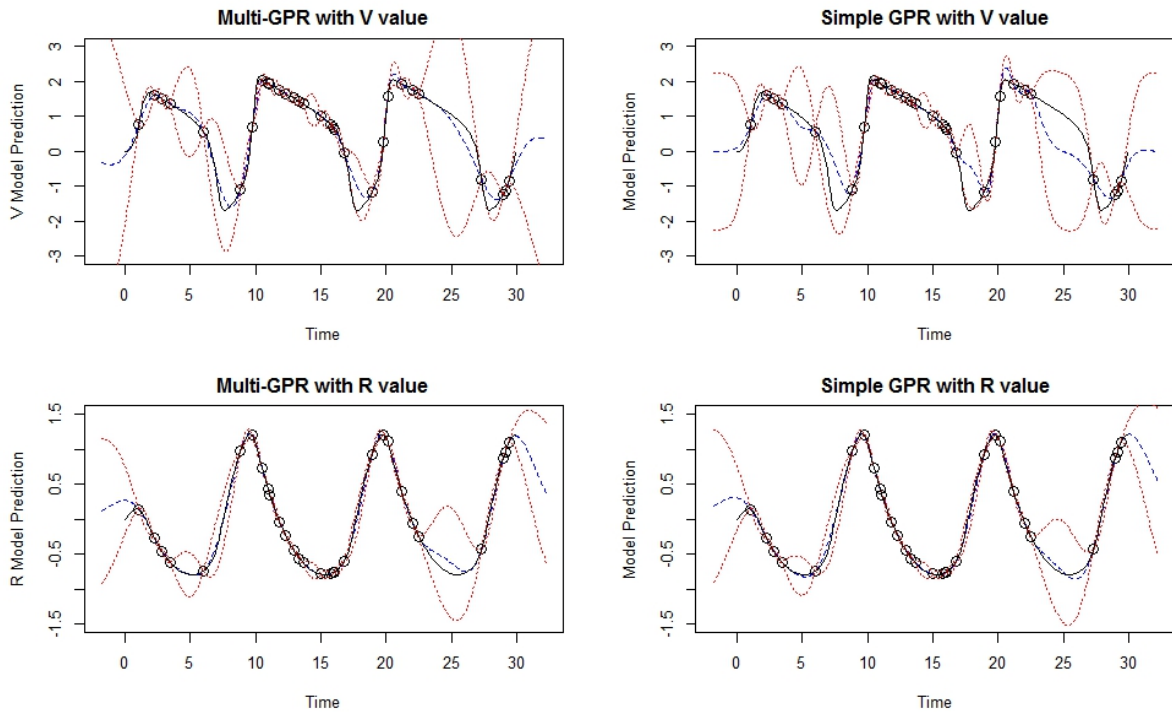 Multi-GPR with V value
V Model Prediction
3
2
1
0
-1
-2
-3
0 5 10 15 20 25 30
Time
Simple GPR with V value
Model Prediction
3
2
1
0
-1
-2
-3
0 5 10 15 20 25 30
Time
Multi-GPR with R value
R Model Prediction
1.5
0.5
-0.5
-1.5
0 5 10 15 20 25 30
Time
Simple GPR with R value
Model Prediction
1.5
0.5
-0.5
-1.5
0 5 10 15 20 25 30
Time